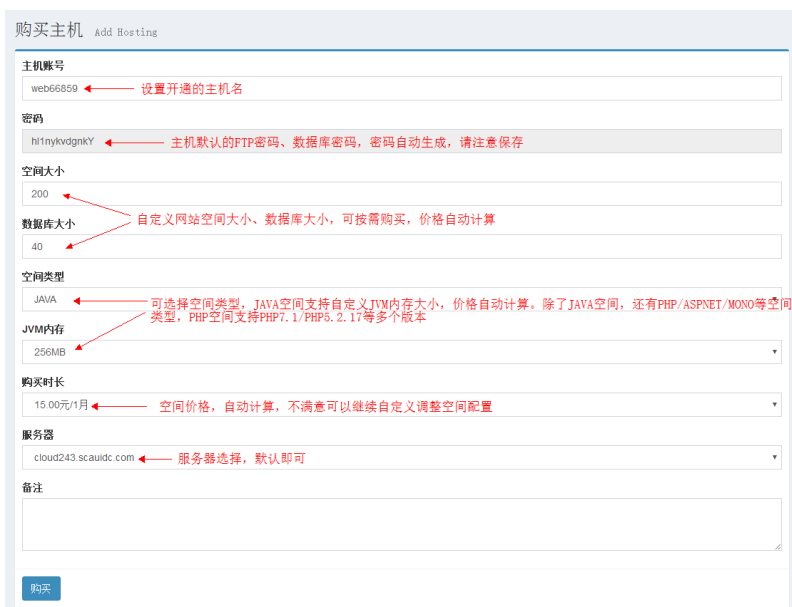 购买主机 Add Hosting
主机账号
web66859 设置开通的主机名
密码
hl1nykvdgnkY 主机默认的FTP密码、数据库密码，密码自动生成，请注意保存
空间大小
200
自定义网站空间大小、数据库大小，可按需购买，价格自动计算
数据库大小
40
空间类型
JAVA 可选择空间类型，JAVA空间支持自定义JVM内存大小，价格自动计算。除了JAVA空间，还有PHP/ASPNET/MONO等空间
类型，PHP空间支持PHP7.1/PHP5.2.17等多个版本
JVM内存
256MB
购买时长
15.00元/1月 空间价格，自动计算，不满意可以继续自定义调整空间配置
服务器
cloud243.scauidc.com 服务器选择，默认即可
备注
购买